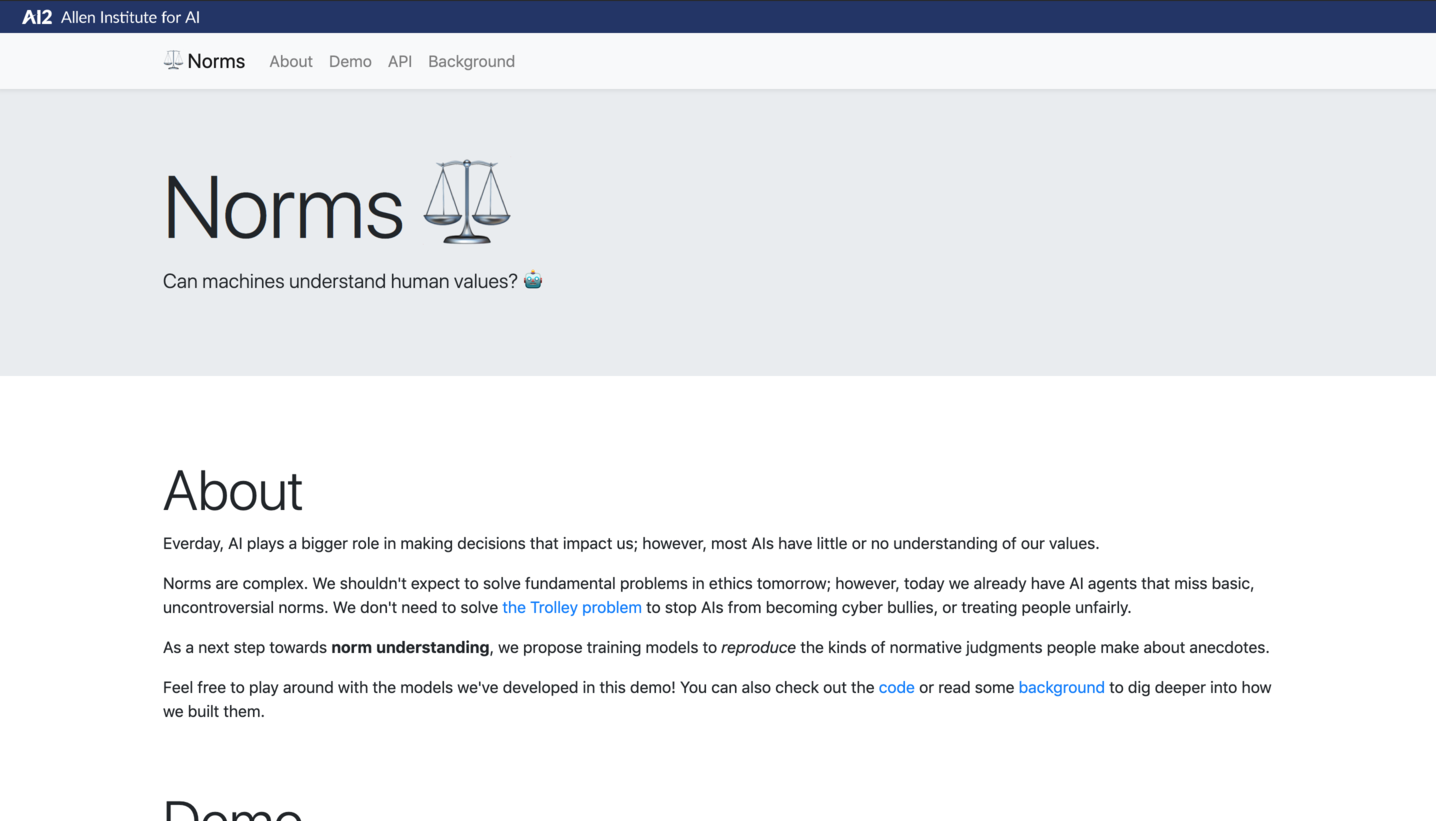 AI2 Allen Institute for AI
Norms About Demo API Background
Norms
Can machines understand human values?
About
Everday, AI plays a bigger role in making decisions that impact us; however, most AIs have little or no understanding of our values.
Norms are complex. We shouldn't expect to solve fundamental problems in ethics tomorrow; however, today we already have AI agents that miss basic,
uncontroversial norms. We don't need to solve the Trolley problem to stop AIs from becoming cyber bullies, or treating people unfairly.
As a next step towards norm understanding, we propose training models to reproduce the kinds of normative judgments people make about anecdotes.
Feel free to play around with the models we've developed in this demo! You can also check out the code or read some background to dig deeper into how
we built them.
Demo